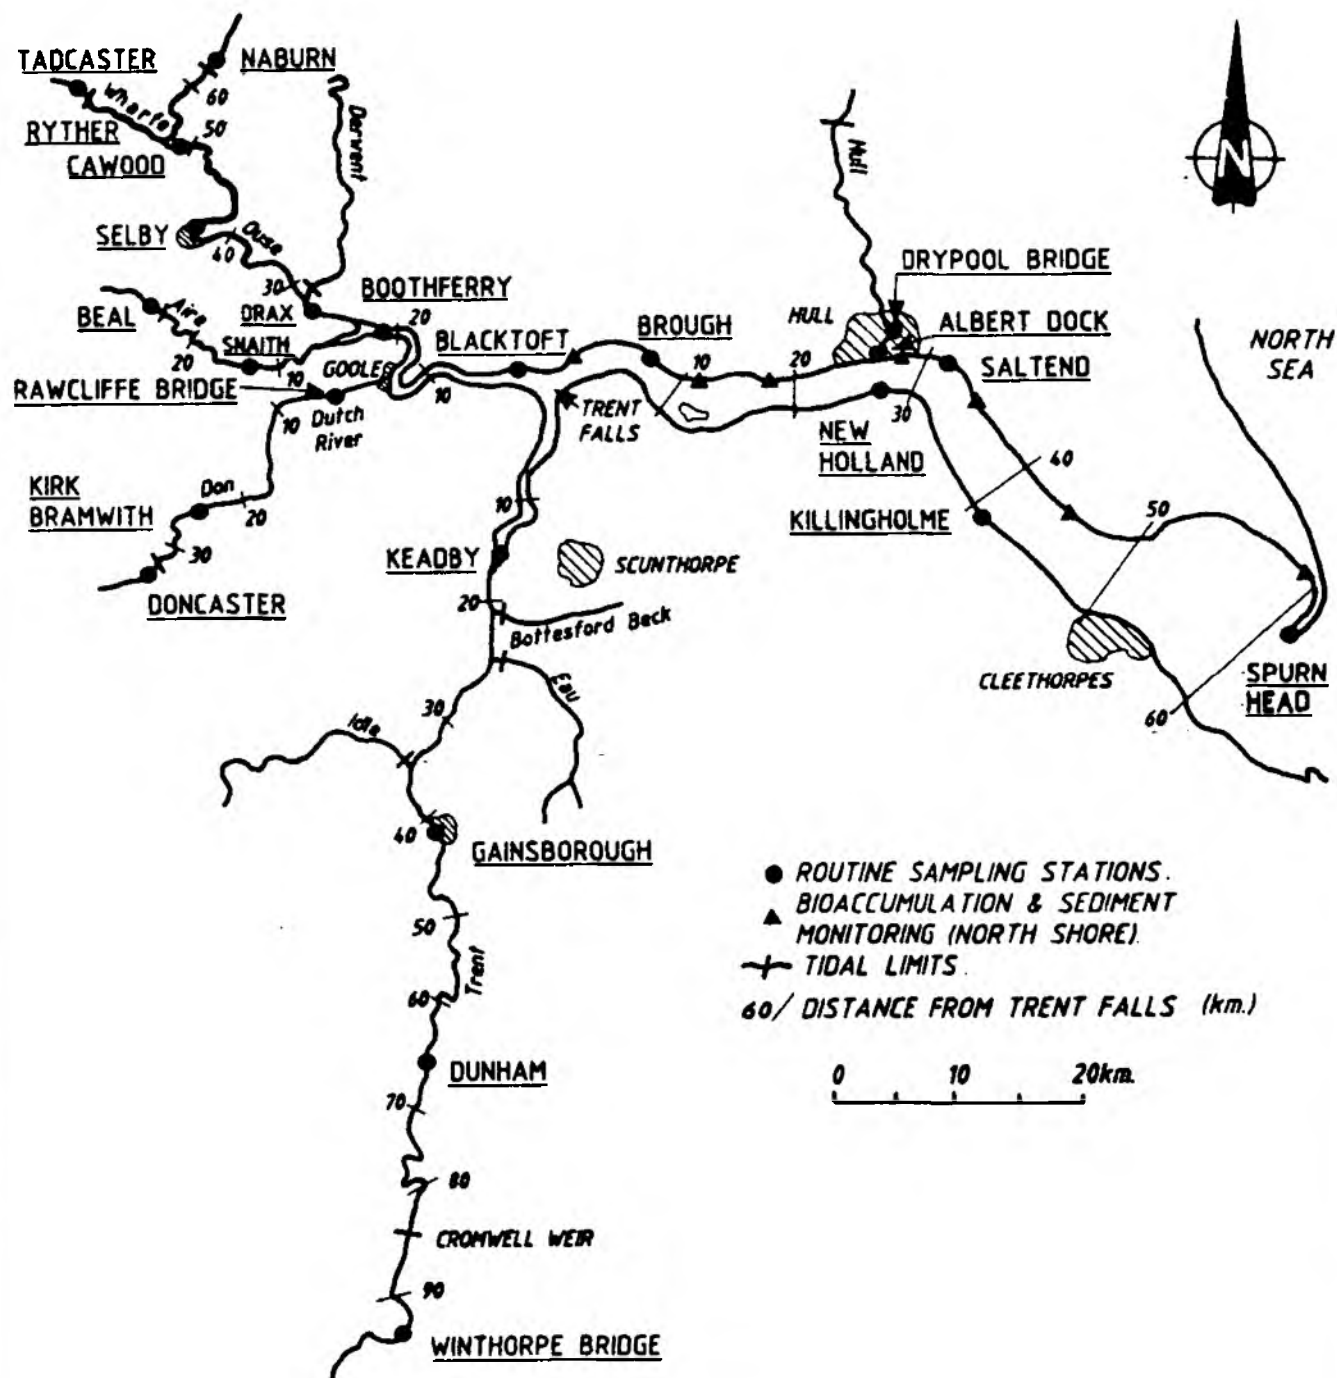 TADCASTER
NABURN
Wharfe
60
Derwent
RYTHER
50
CAWOOD
Hull
N
SELBY
Ouse
40
DRYPOOL BRIDGE
30
BOOTHFERRY
DRAX
BEAL
Aire
20
HULL
ALBERT DOCK
NORTH
SEA
20
SNAITH
BLACKTOFT
BROUGH
10
GOOLE
10
20
SALTEND
RAWCLIFFE BRIDGE
10
10
Dutch
River
TRENT
FALLS
NEW
HOLLAND
30
40
KIRK
BRAMWITH
Don
20
10
KILLINGHOLME
50
30
KEADBY
SCUNTHORPE
DONCASTER
20
Bottesford Beck
Eau
CLEETHORPES
SPURN
HEAD
60
Idle
30
40
GAINSBOROUGH
ROUTINE SAMPLING STATIONS.
BIOACCUMULATION & SEDIMENT
MONITORING (NORTH SHORE).
50
Trent
TIDAL LIMITS.
60
60/ DISTANCE FROM TRENT FALLS (km.)
DUNHAM
0 10 20km.
70
80
CROMWELL WEIR
90
WINTHORPE BRIDGE